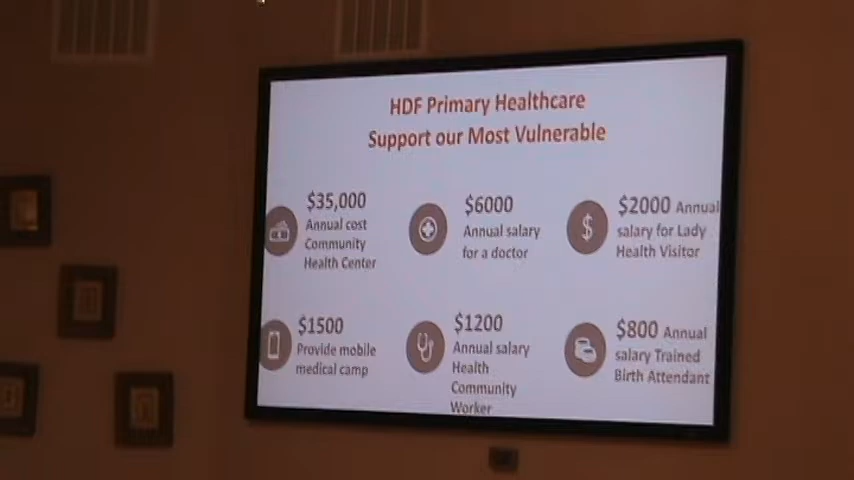 HDF Primary Healthcare
Support our Most Vulnerable
$35,000
Annual cost
Community
Health Center
$6000
Annual salary
for a doctor
$2000 Annual
salary for Lady
Health Visitor
$1500
Provide mobile
medical camp
$1200
Annual salary
Health
Community
Worker
$800 Annual
salary Trained
Birth Attendant